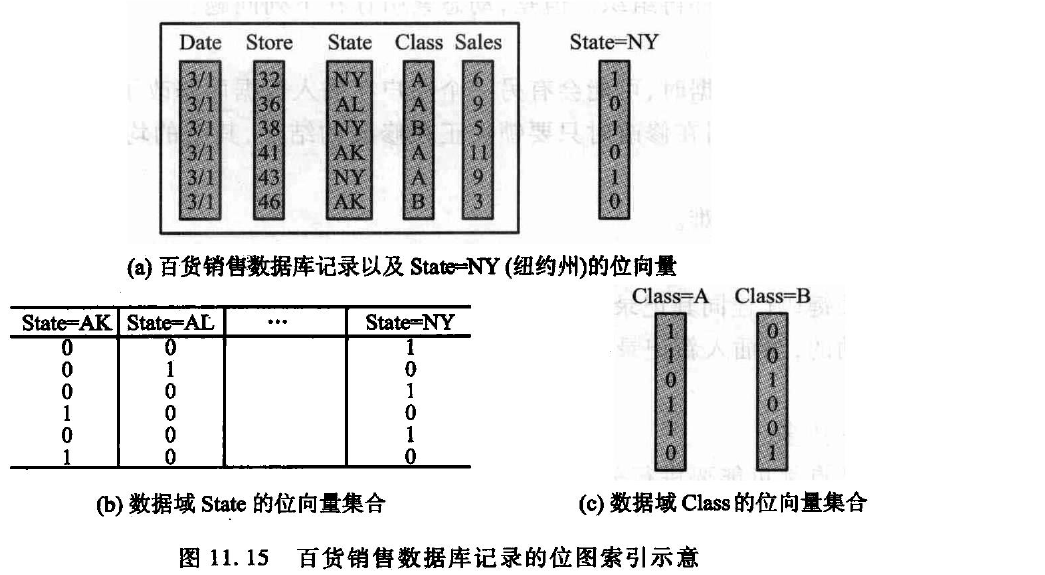 Date Store State Class Sales State=NY
3/1 32 NY A 6 1
3/1 36 AL A 9 0
3/1 38 NY B 5 1
3/1 41 AK A 11 0
3/1 43 NY A 9 1
3/1 46 AK B 3 0
(a) 百货销售数据库记录以及 State=NY (纽约州)的位向量
State=AK State=AL … State=NY
0 0 1
0 1 0
0 0 1
1 0 0
0 0 1
1 0 0
(b) 数据域 State 的位向量集合
Class=A Class=B
1 0
1 0
0 1
1 0
1 0
0 1
(c) 数据域 Class 的位向量集合
图 11.15 百货销售数据库记录的位图索引示意